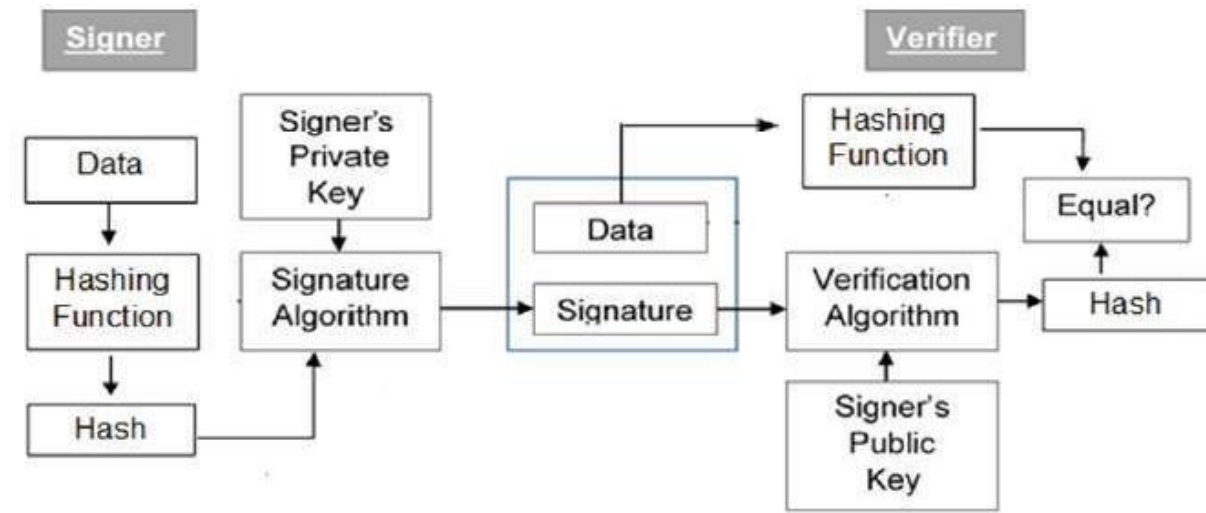 Signer
Verifier
Data
Hashing
Function
Hash
Signer's
Private
Key
Signature
Algorithm
Data
Signature
Hashing
Function
Verification
Algorithm
Signer's
Public
Key
Equal?
Hash